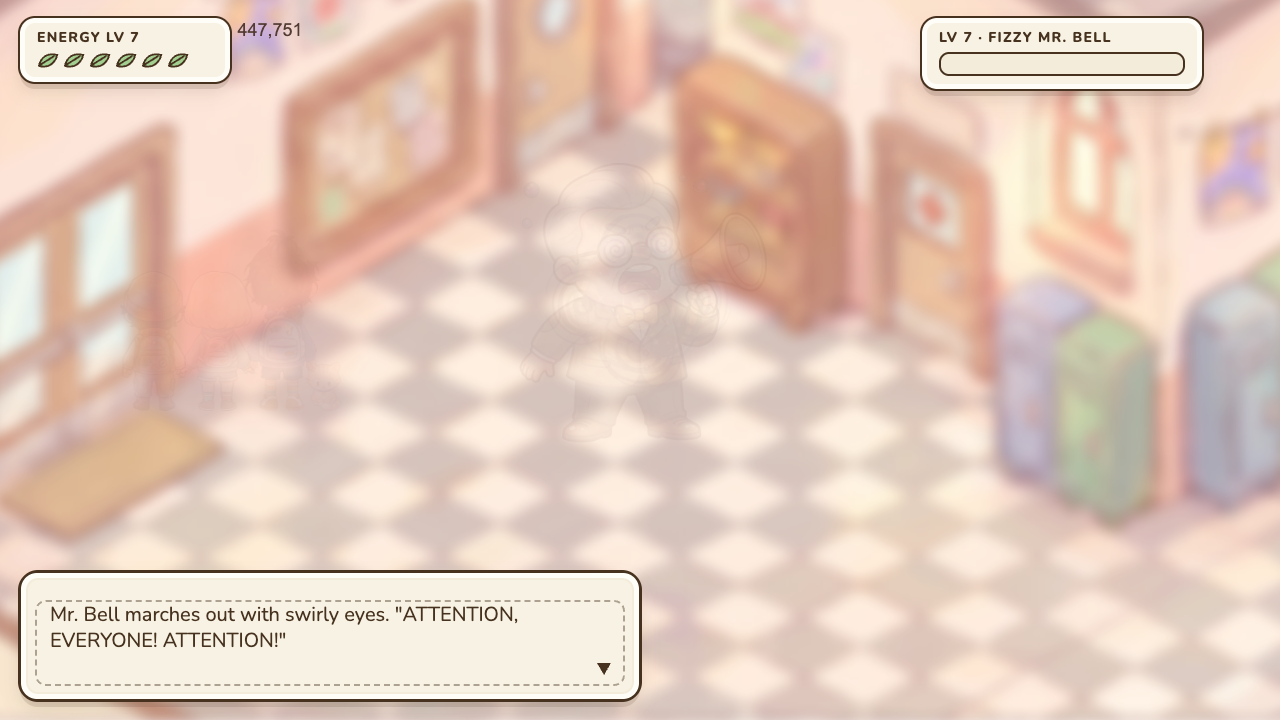 ENERGY LV 7
447,751
LV 7 · FIZZY MR. BELL
Mr. Bell marches out with swirly eyes. "ATTENTION,
EVERYONE! ATTENTION!"